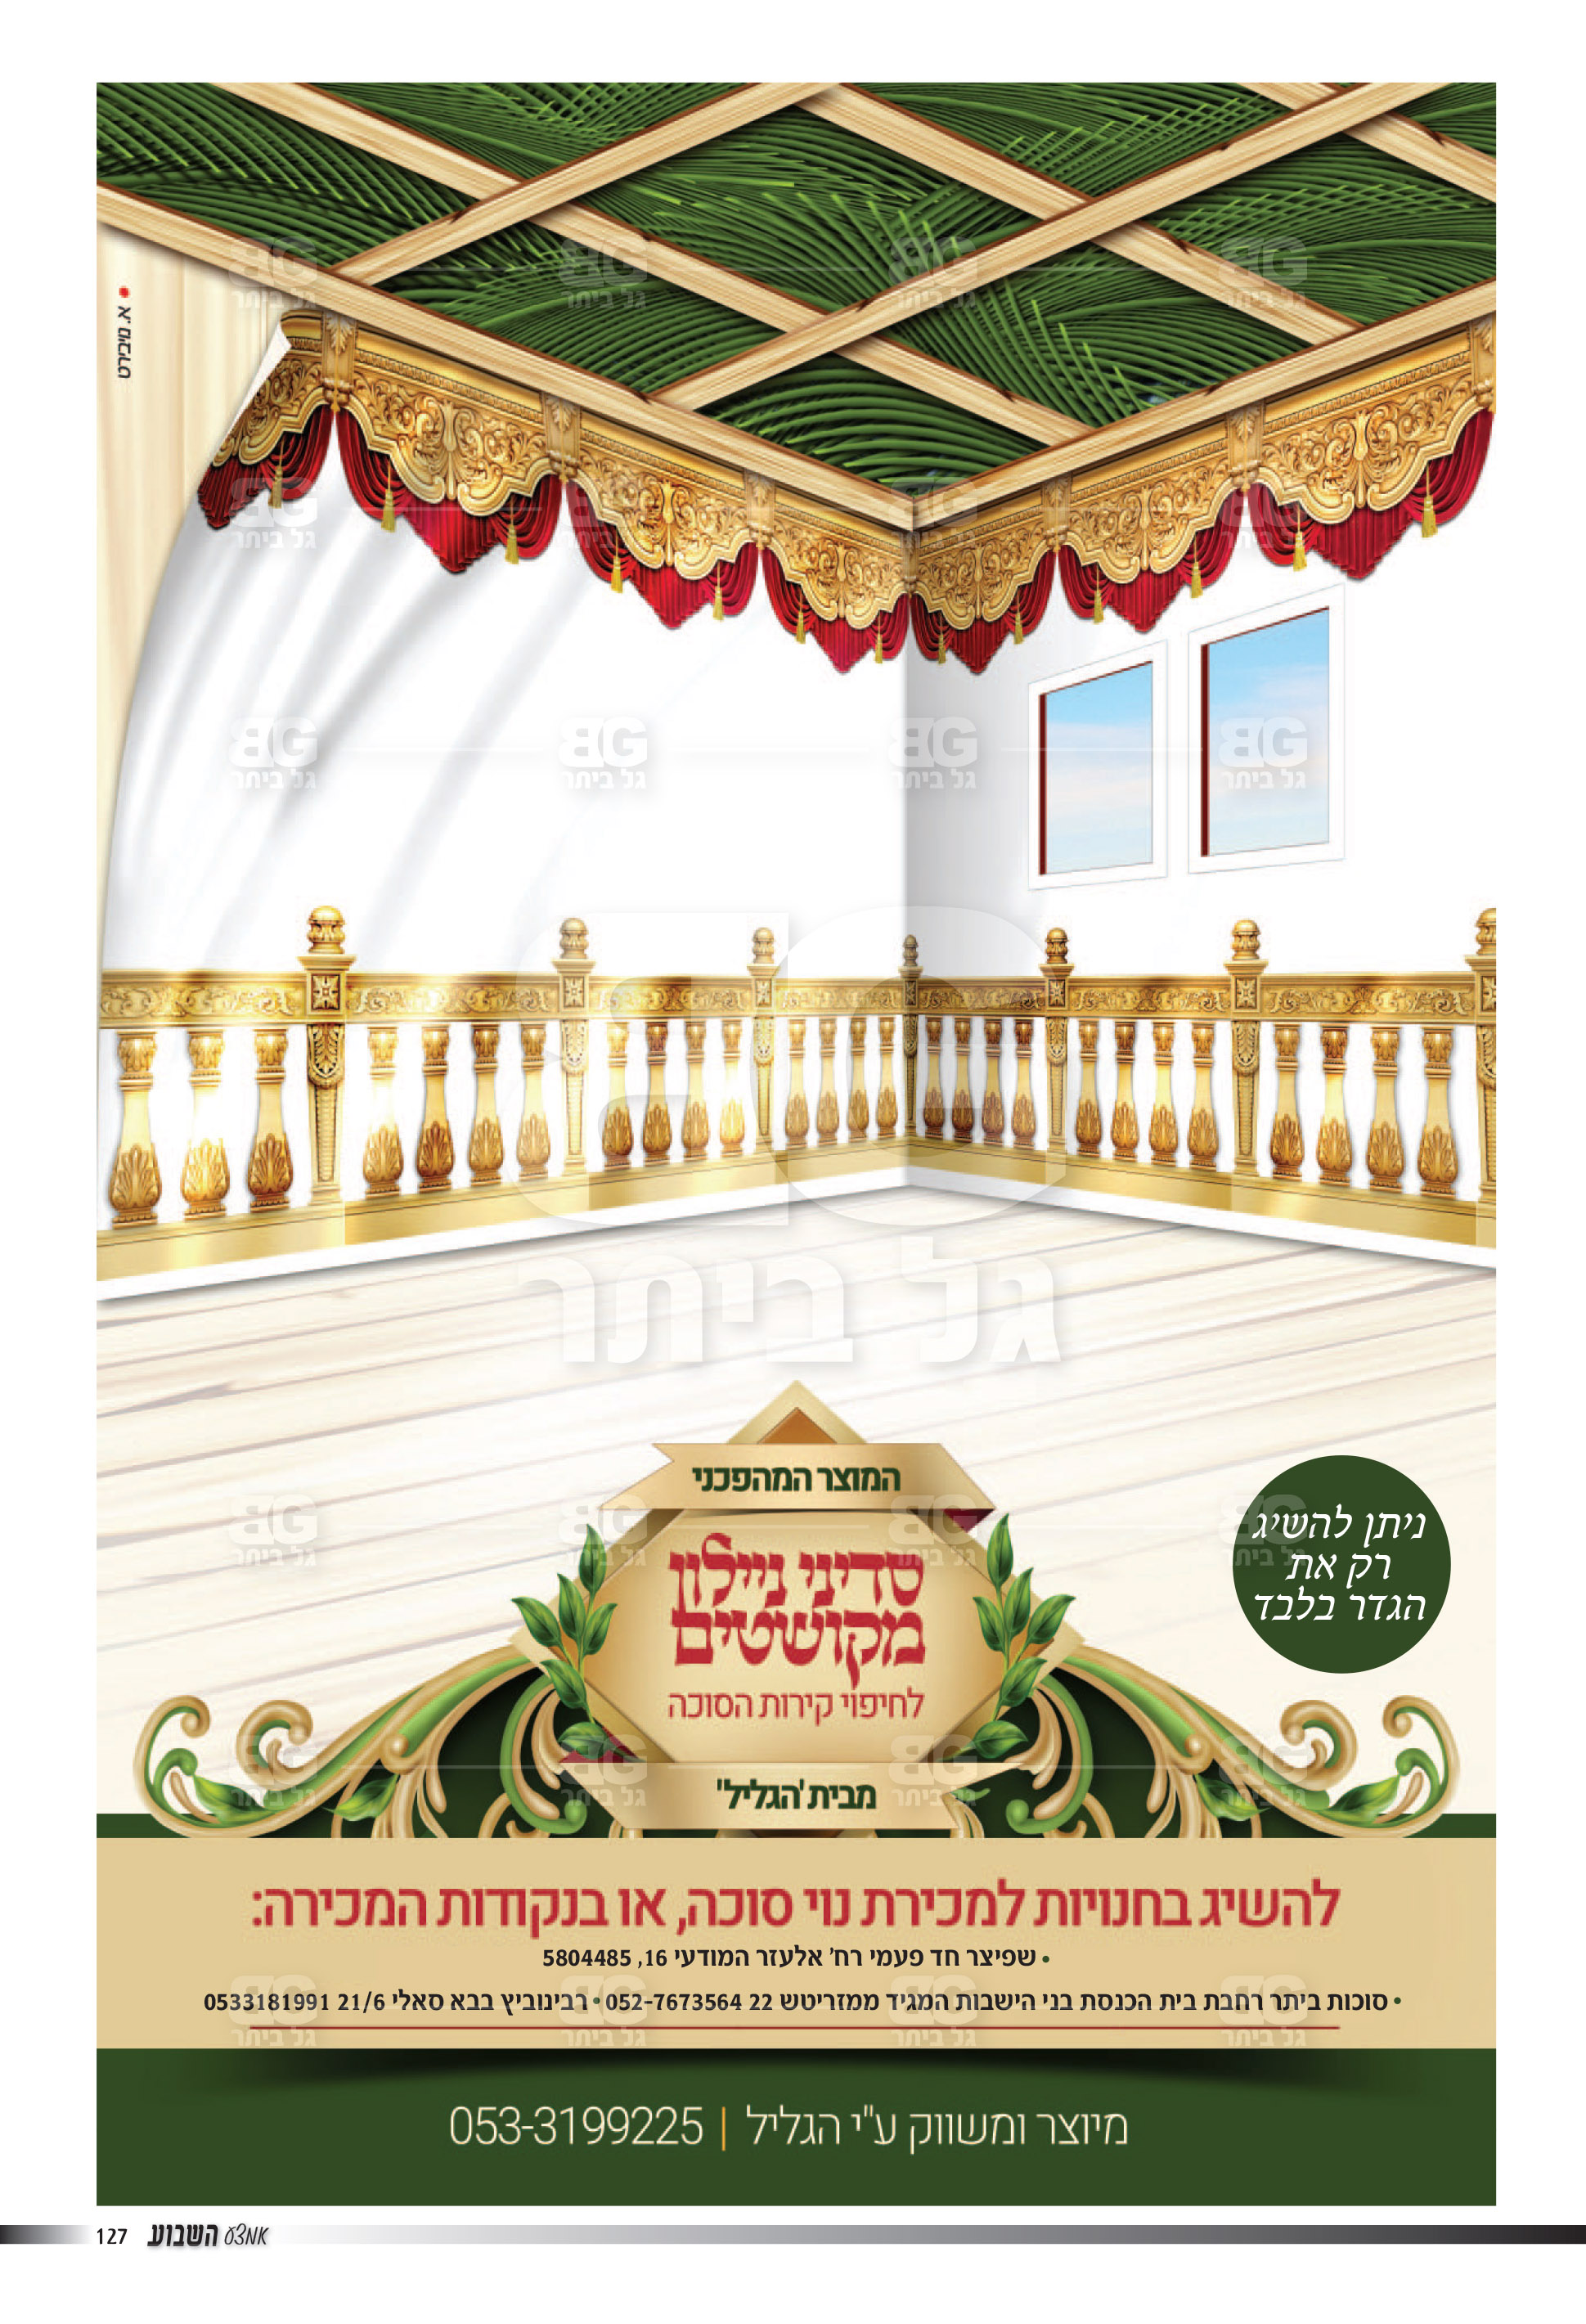 המוצר המהפכני
סדיני ניילון
מקושטים
לחיפוי קירות הסוכה
מבית 'הגליל'
ניתן להשיג
רק את
הגדר בלבד
להשיג בחנויות למכירת נוי סוכה, או בנקודות המכירה:
• שפיצר חד פעמי רח' אלעזר המודעי 16, 5804485
• סוכות ביתר רחבת בית הכנסת בני הישבות המגיד ממזריטש 22 052-7673564 • רבינוביץ בבא סאלי 21/6 0533181991
מיוצר ומשווק ע"י הגליל | 053-3199225
127 אמצע השבוע
BG
גל ביתר